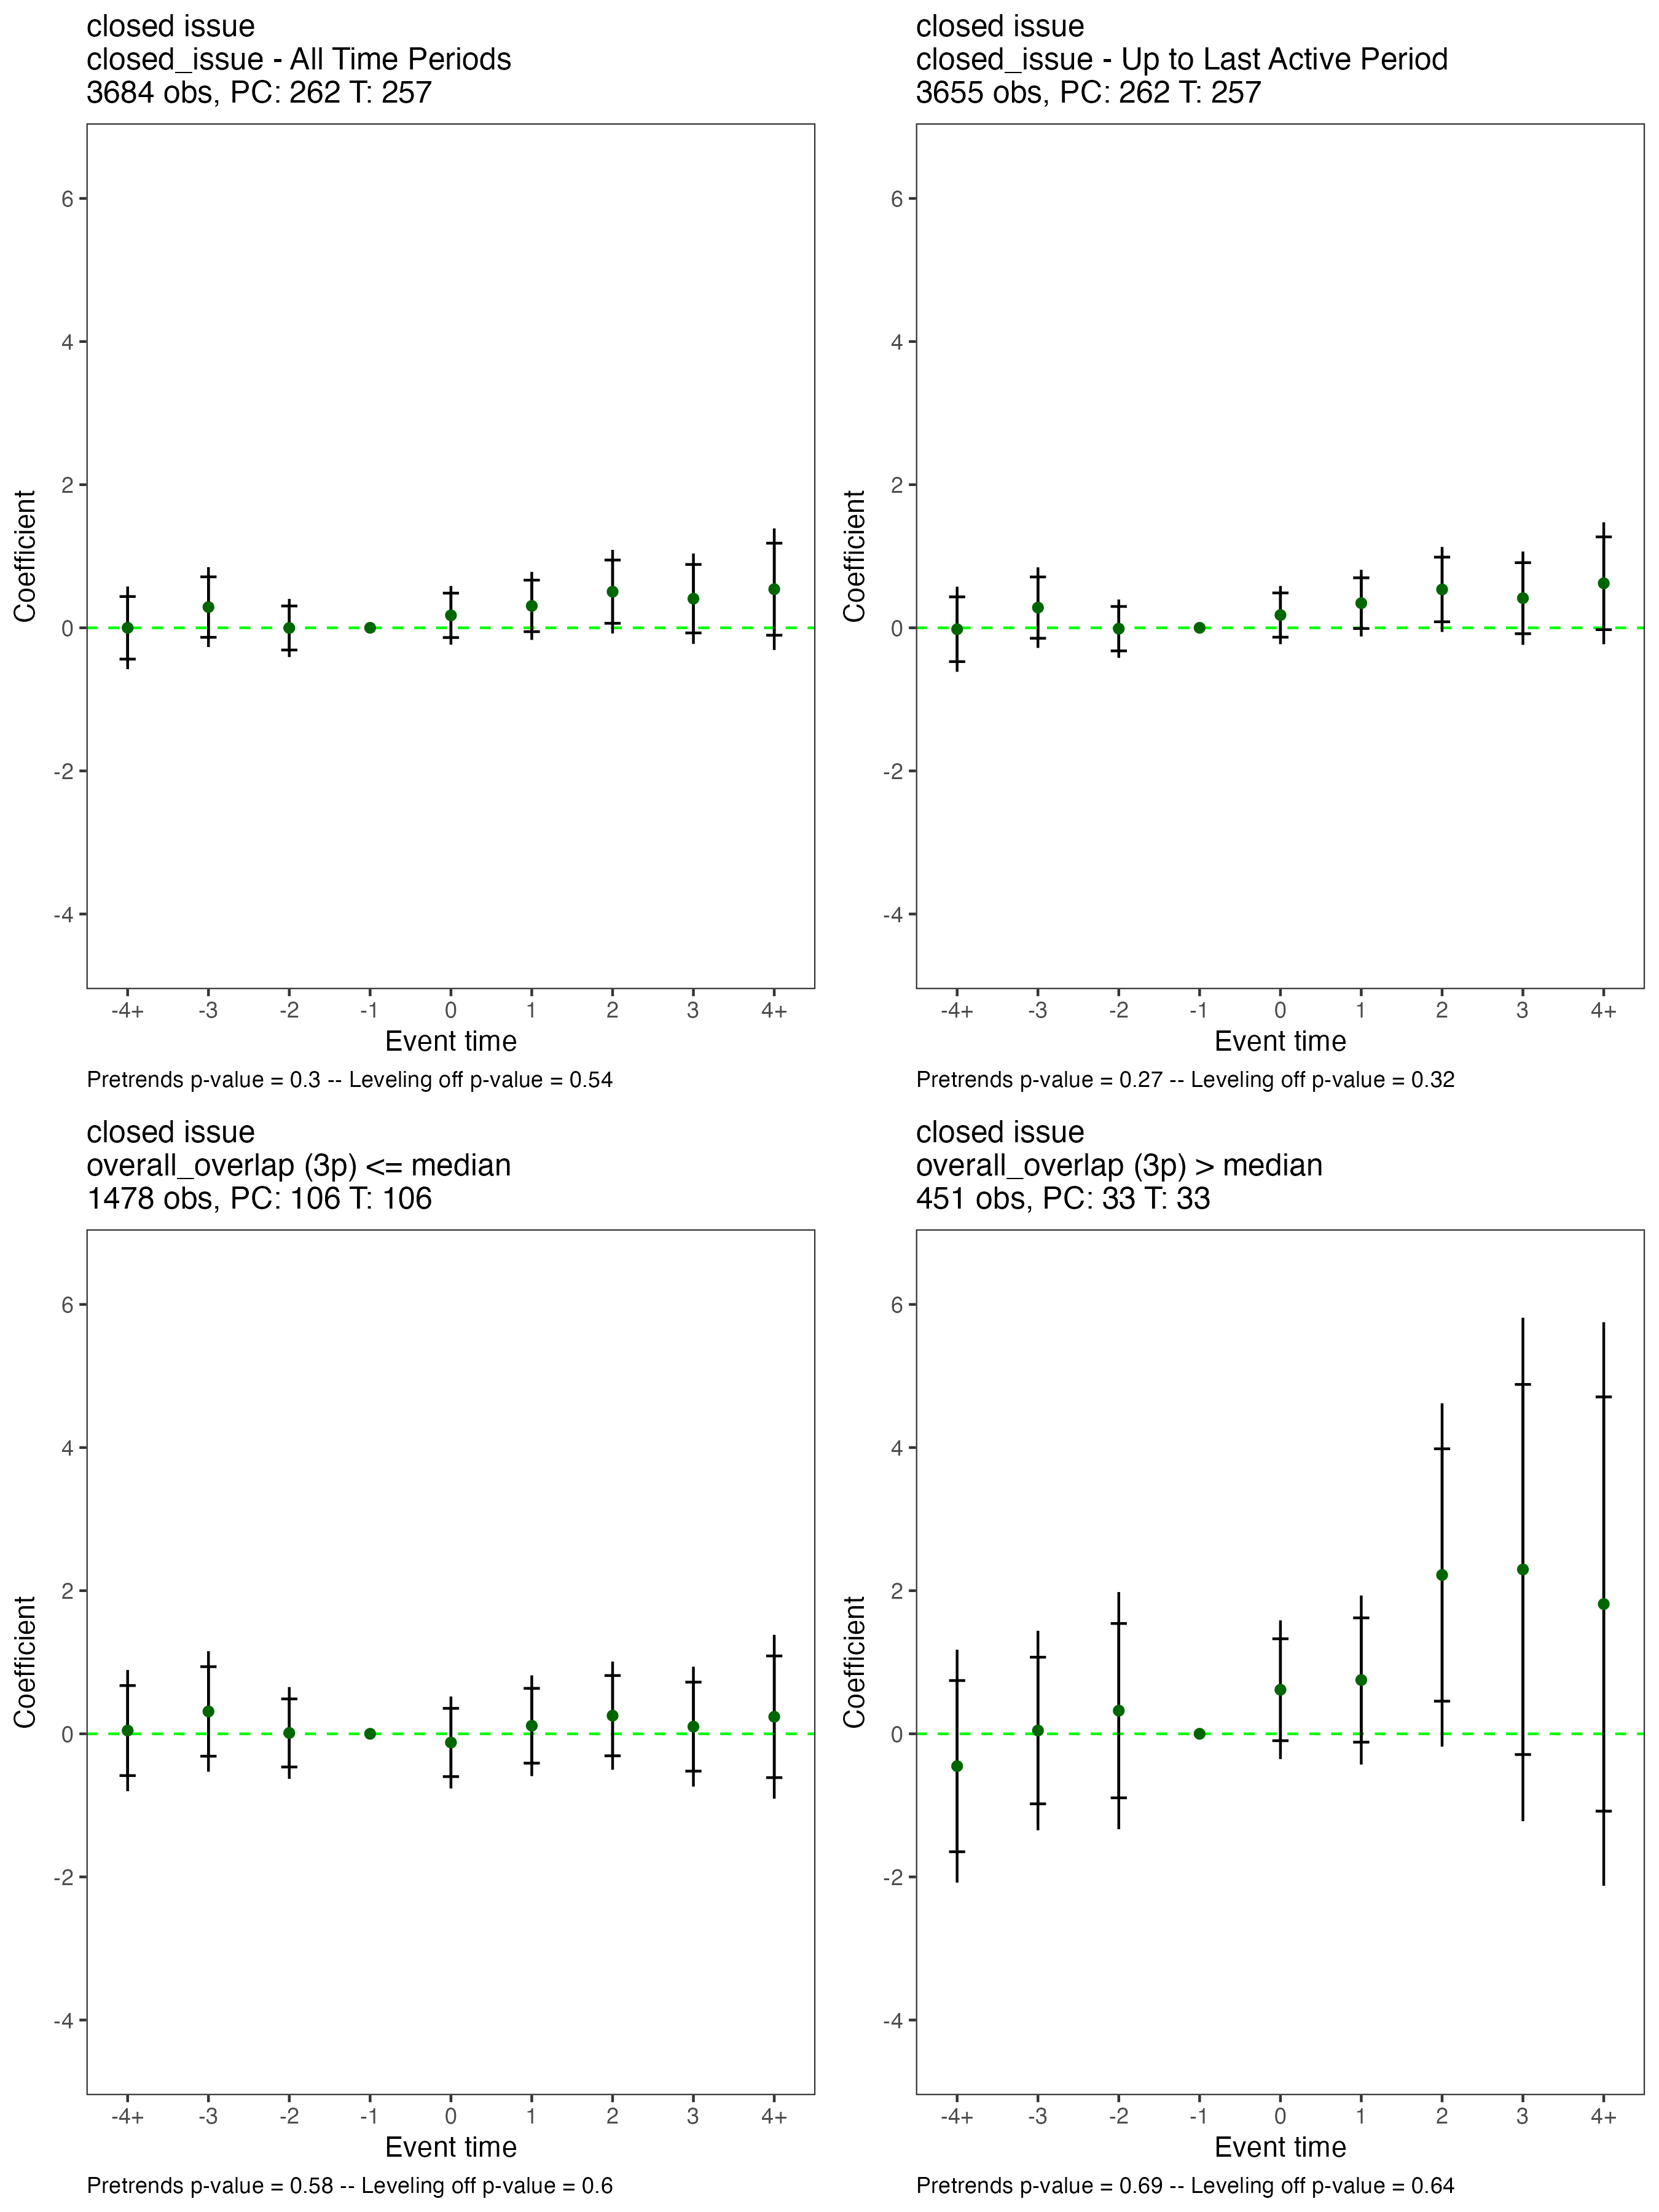 closed issue
closed_issue - All Time Periods
3684 obs, PC: 262 T: 257
Coefficient
6
4
2
0
-2
-4
-4+ -3 -2 -1 0 1 2 3 4+
Event time
Pretrends p-value = 0.3 -- Leveling off p-value = 0.54
closed issue
closed_issue - Up to Last Active Period
3655 obs, PC: 262 T: 257
Coefficient
6
4
2
0
-2
-4
-4+ -3 -2 -1 0 1 2 3 4+
Event time
Pretrends p-value = 0.27 -- Leveling off p-value = 0.32
closed issue
overall_overlap (3p) <= median
1478 obs, PC: 106 T: 106
Coefficient
6
4
2
0
-2
-4
-4+ -3 -2 -1 0 1 2 3 4+
Event time
Pretrends p-value = 0.58 -- Leveling off p-value = 0.6
closed issue
overall_overlap (3p) > median
451 obs, PC: 33 T: 33
Coefficient
6
4
2
0
-2
-4
-4+ -3 -2 -1 0 1 2 3 4+
Event time
Pretrends p-value = 0.69 -- Leveling off p-value = 0.64